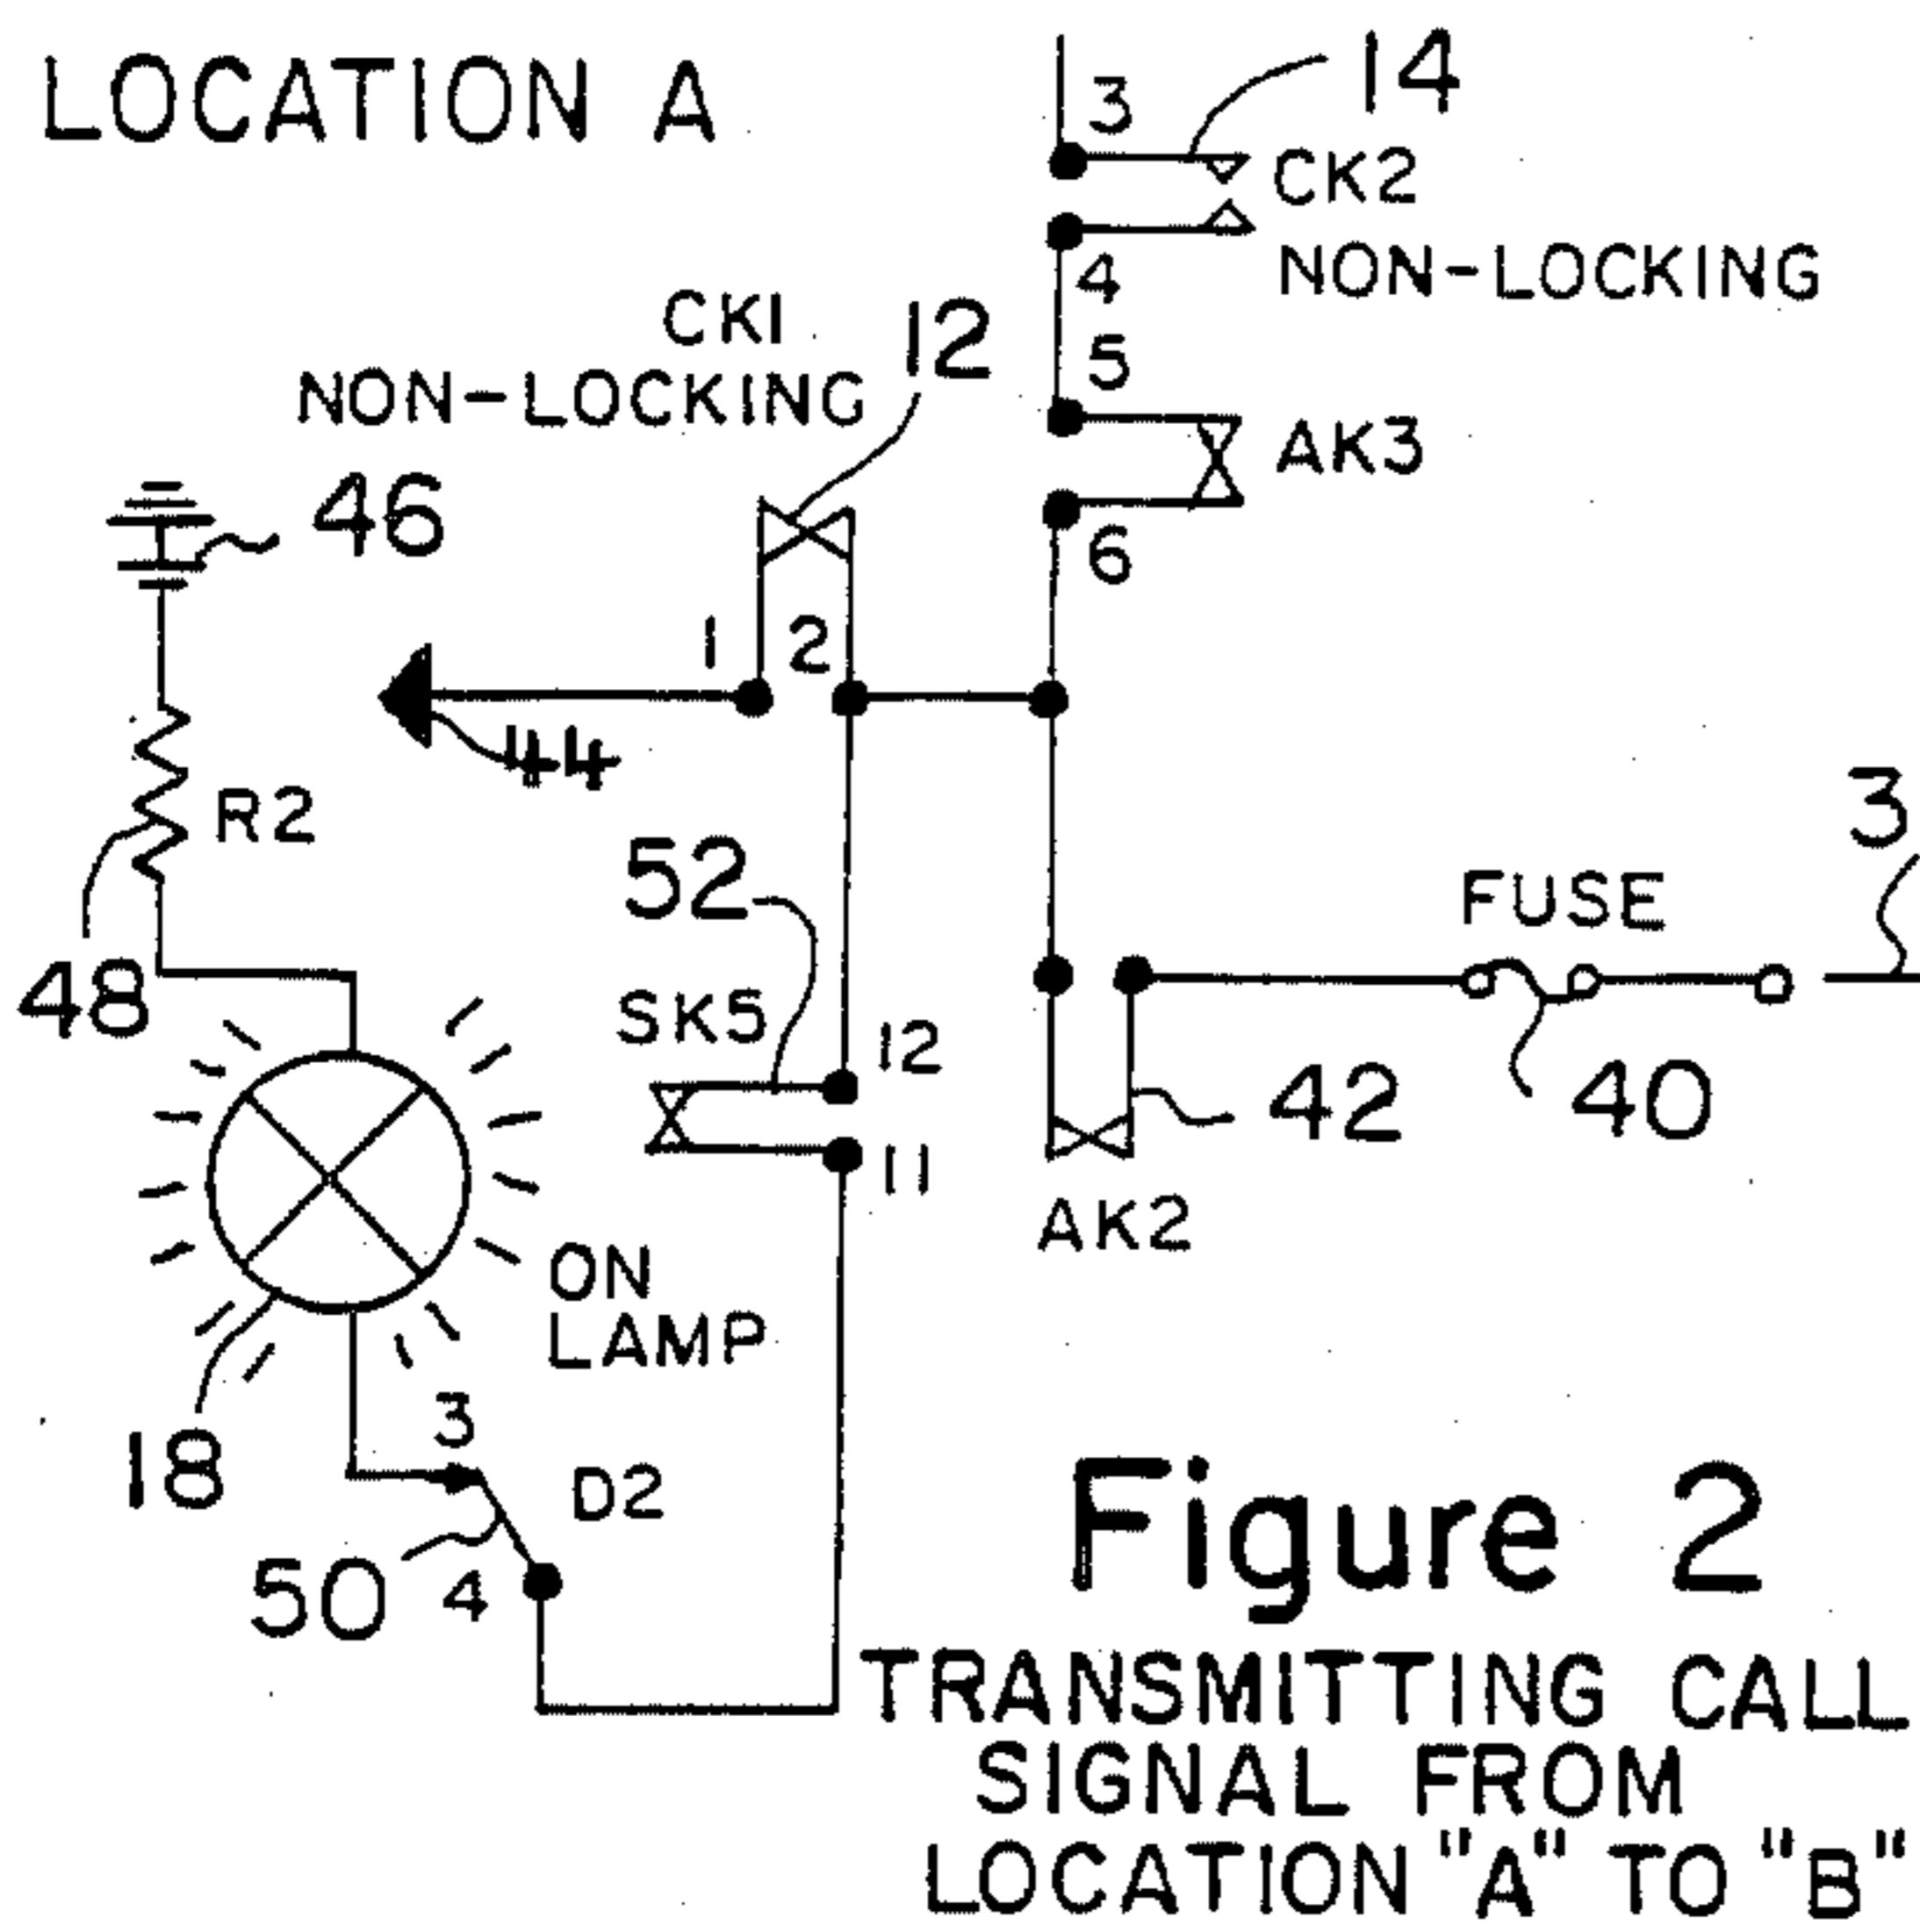 LOCATION A
14
3
CK2
4
NON-LOCKING
CK1
NON-LOCKING
12
5
AK3
6
46
1
2
44
R2
48
52
SK5
12
11
3
FUSE
42
40
AK2
ON
LAMP
18
3
D2
50
4
Figure 2
TRANSMITTING CALL
SIGNAL FROM
LOCATION "A" TO "B"